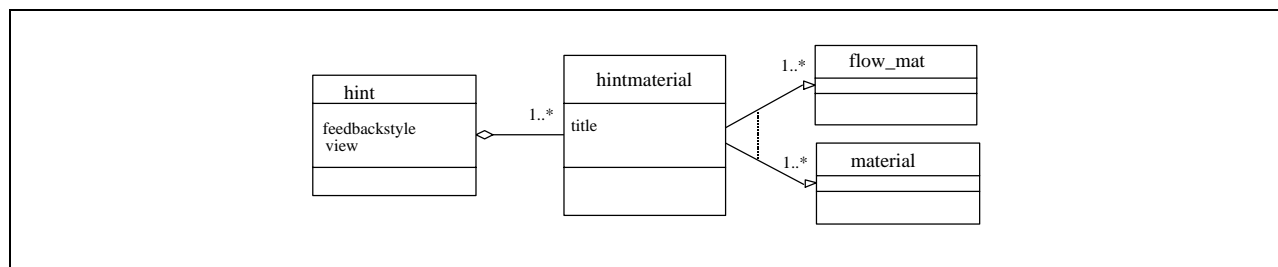 hint
feedbackstyle
view
1..*
hintmaterial
title
1..*
flow_mat
1..*
material